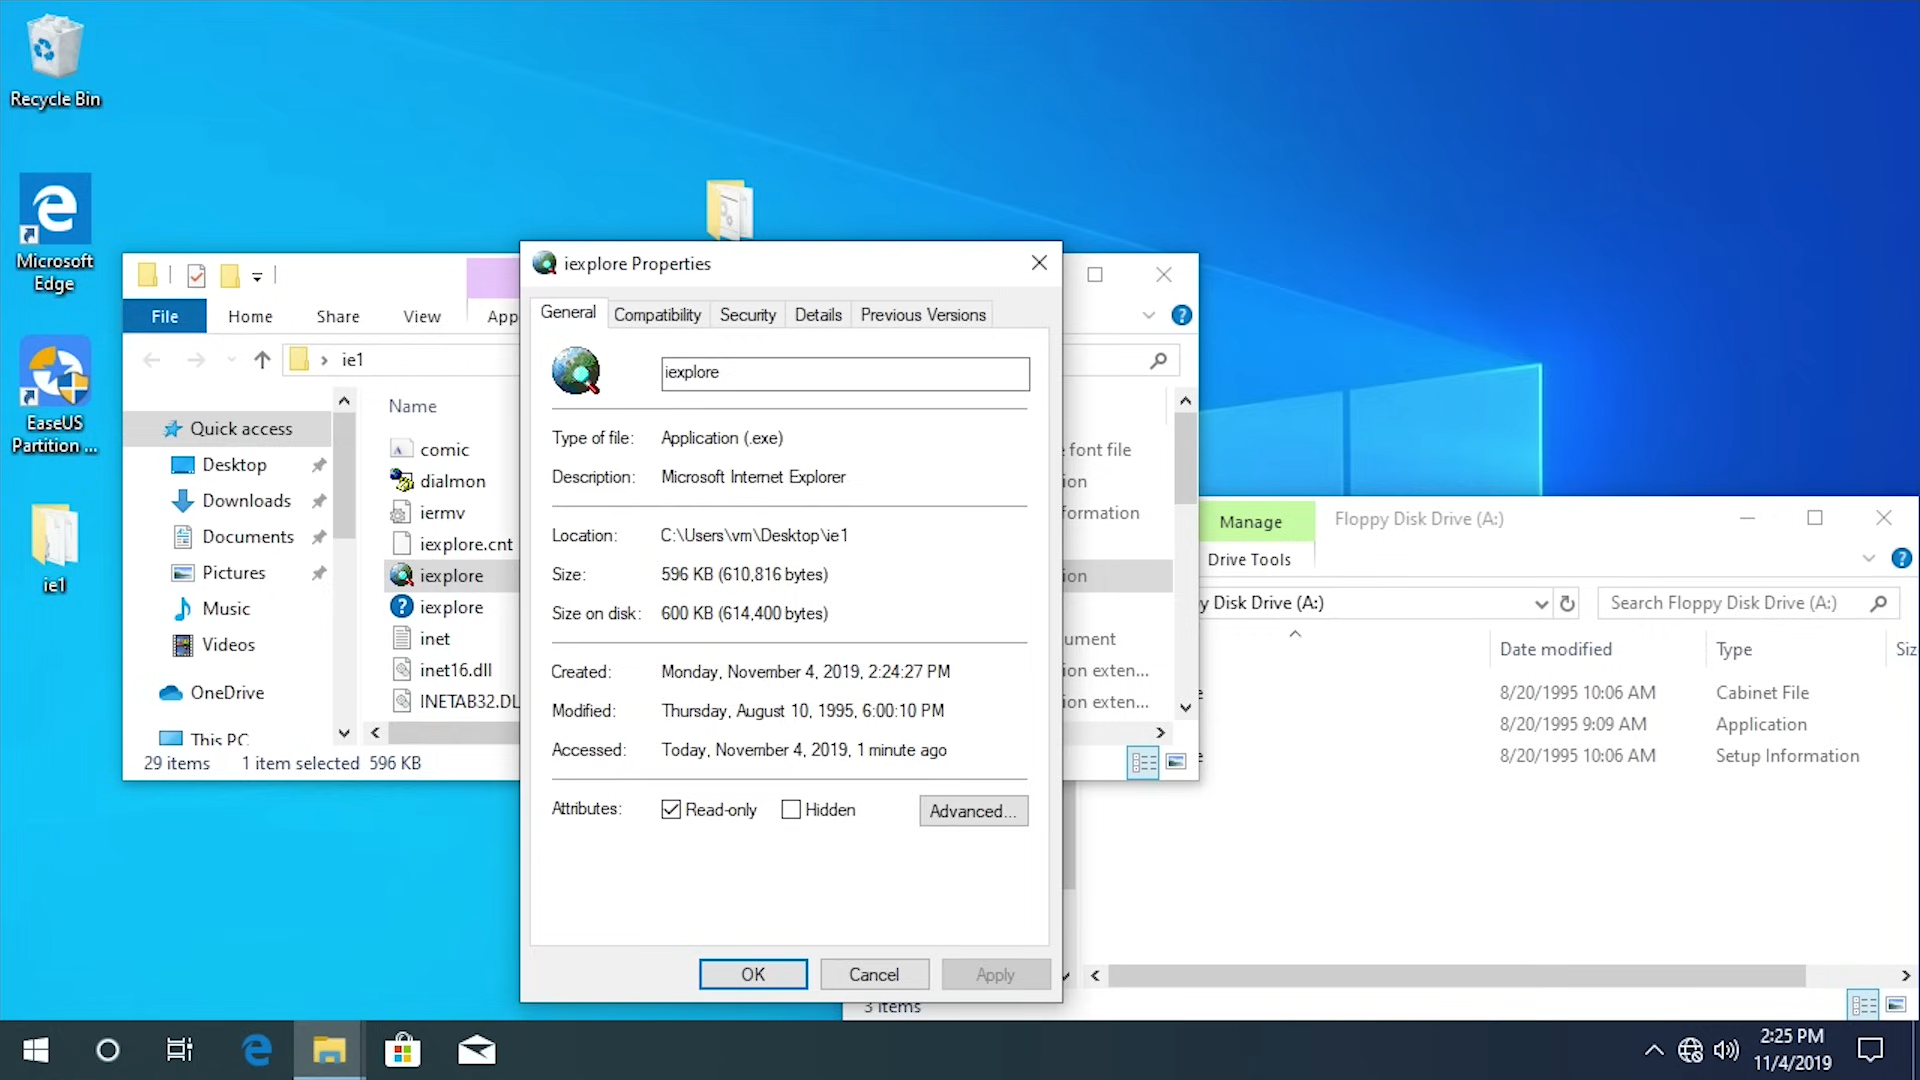 Recycle Bin
Microsoft
Edge
EaseUS
Partition ...
ie1
File
Home
Share
View
App
ie1
Quick access
Desktop
Downloads
Documents
Pictures
Music
Videos
OneDrive
This PC
Name
comic
dialmon
iermv
iexplore.cnt
iexplore
iexplore
inet
inet16.dll
INETAB32.DL
font file
ion
formation
ion
ument
ion exten...
ion exten...
29 items
1 item selected 596 KB
iexplore Properties
General
Compatibility
Security
Details
Previous Versions
iexplore
Type of file: Application (.exe)
Description: Microsoft Internet Explorer
Location: C:\Users\vm\Desktop\ie1
Size: 596 KB (610,816 bytes)
Size on disk: 600 KB (614,400 bytes)
Created: Monday, November 4, 2019, 2:24:27 PM
Modified: Thursday, August 10, 1995, 6:00:10 PM
Accessed: Today, November 4, 2019, 1 minute ago
Attributes: Read-only Hidden Advanced...
OK
Cancel
Apply
Manage
Floppy Disk Drive (A:)
Drive Tools
y Disk Drive (A:)
Search Floppy Disk Drive (A:)
Date modified Type Siz
8/20/1995 10:06 AM Cabinet File
8/20/1995 9:09 AM Application
8/20/1995 10:06 AM Setup Information
3 items
2:25 PM
11/4/2019